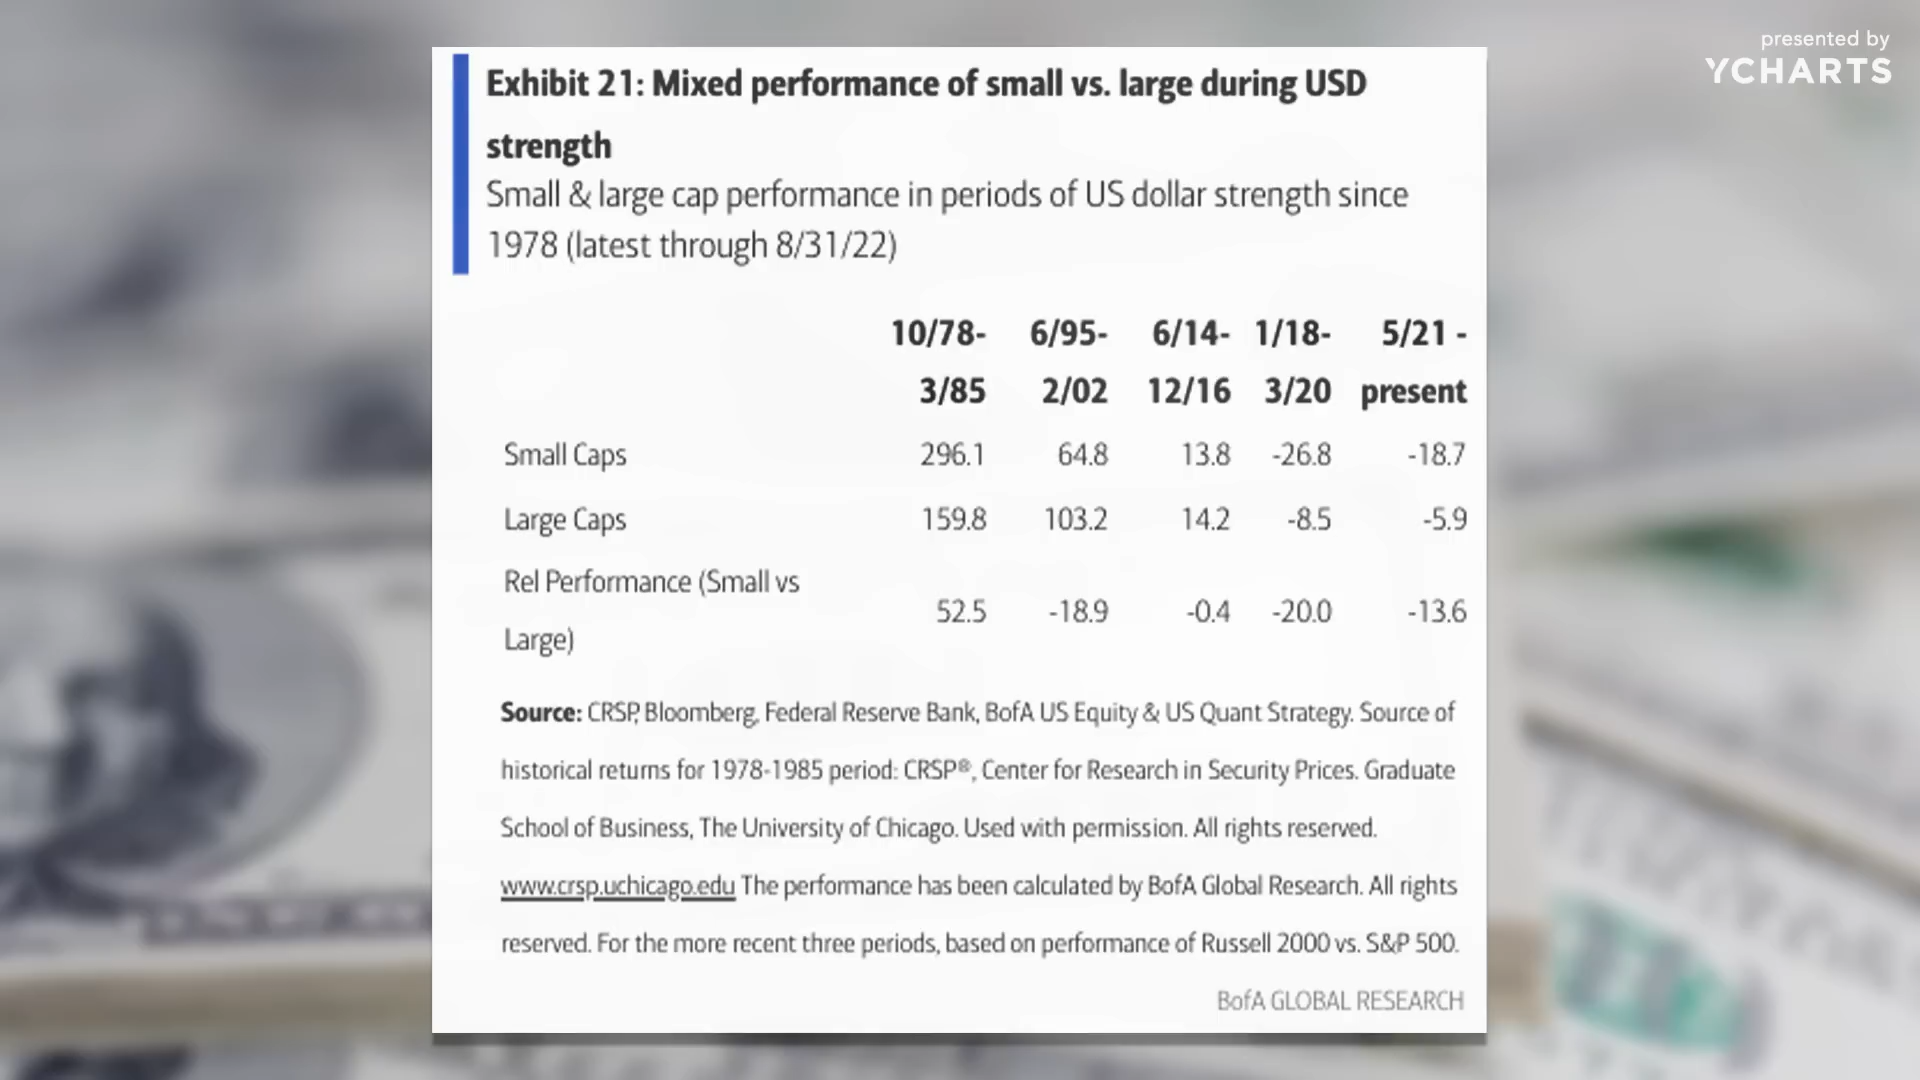 presented by
YCHARTS
Exhibit 21: Mixed performance of small vs. large during USD
strength
Small & large cap performance in periods of US dollar strength since
1978 (latest through 8/31/22)
10/78- 6/95- 6/14- 1/18- 5/21 -
3/85 2/02 12/16 3/20 present
Small Caps 296.1 64.8 13.8 -26.8 -18.7
Large Caps 159.8 103.2 14.2 -8.5 -5.9
Rel Performance (Small vs
52.5 -18.9 -0.4 -20.0 -13.6
Large)
Source: CRSP, Bloomberg, Federal Reserve Bank, BofA US Equity & US Quant Strategy. Source of
historical returns for 1978-1985 period: CRSP®, Center for Research in Security Prices. Graduate
School of Business, The University of Chicago. Used with permission. All rights reserved.
www.crsp.uchicago.edu The performance has been calculated by BofA Global Research. All rights
reserved. For the more recent three periods, based on performance of Russell 2000 vs. S&P 500.
BofA GLOBAL RESEARCH